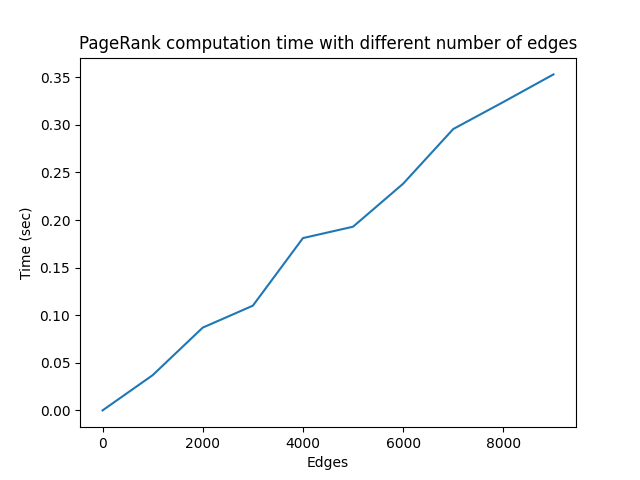 PageRank computation time with different number of edges
0.35
0.30
0.25
0.20
0.15
0.10
0.05
0.00
Time (sec)
0 2000 4000 6000 8000
Edges